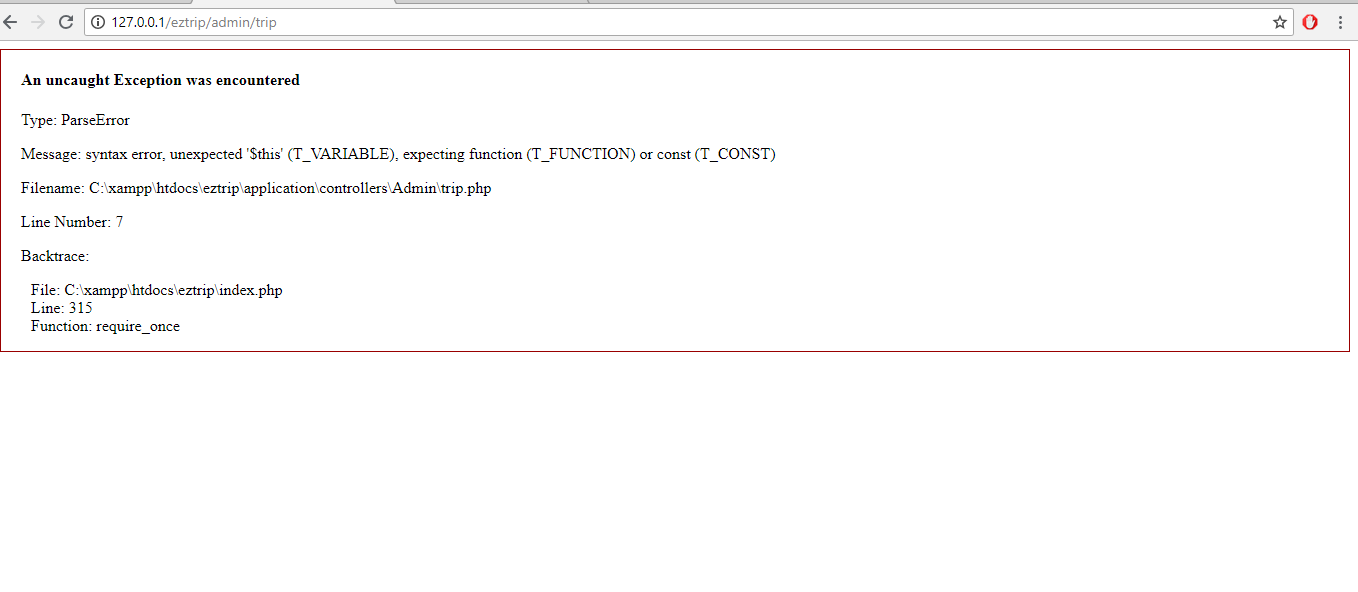 127.0.0.1/eztrip/admin/trip
An uncaught Exception was encountered
Type: ParseError
Message: syntax error, unexpected '$this' (T_VARIABLE), expecting function (T_FUNCTION) or const (T_CONST)
Filename: C:\xampp\htdocs\eztrip\application\controllers\Admin\trip.php
Line Number: 7
Backtrace:
File: C:\xampp\htdocs\eztrip\index.php
Line: 315
Function: require_once